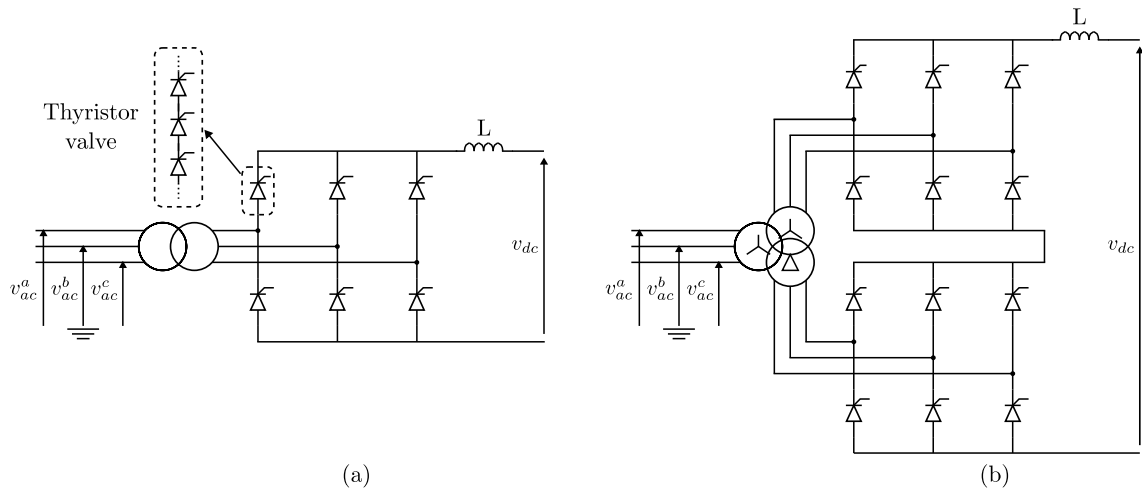 Thyristor
valve
L
v_{dc}
v_{ac}^{a} v_{ac}^{b} v_{ac}^{c}
(a)
L
v_{dc}
v_{ac}^{a} v_{ac}^{b} v_{ac}^{c}
(b)